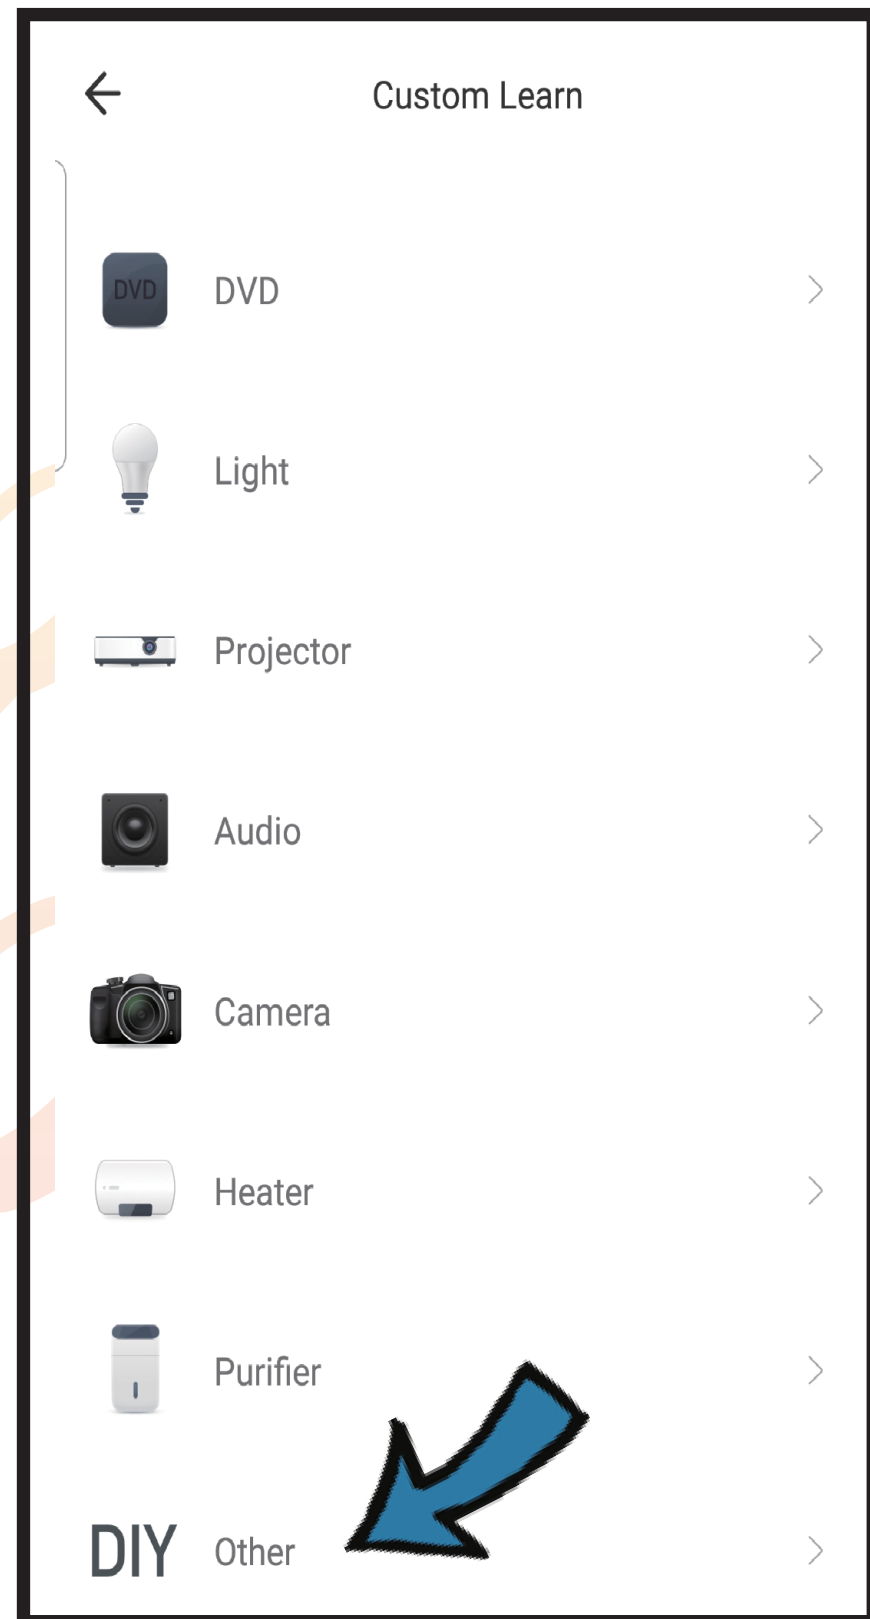 Custom Learn
DVD DVD
Light
Projector
Audio
Camera
Heater
Purifier
DIY Other